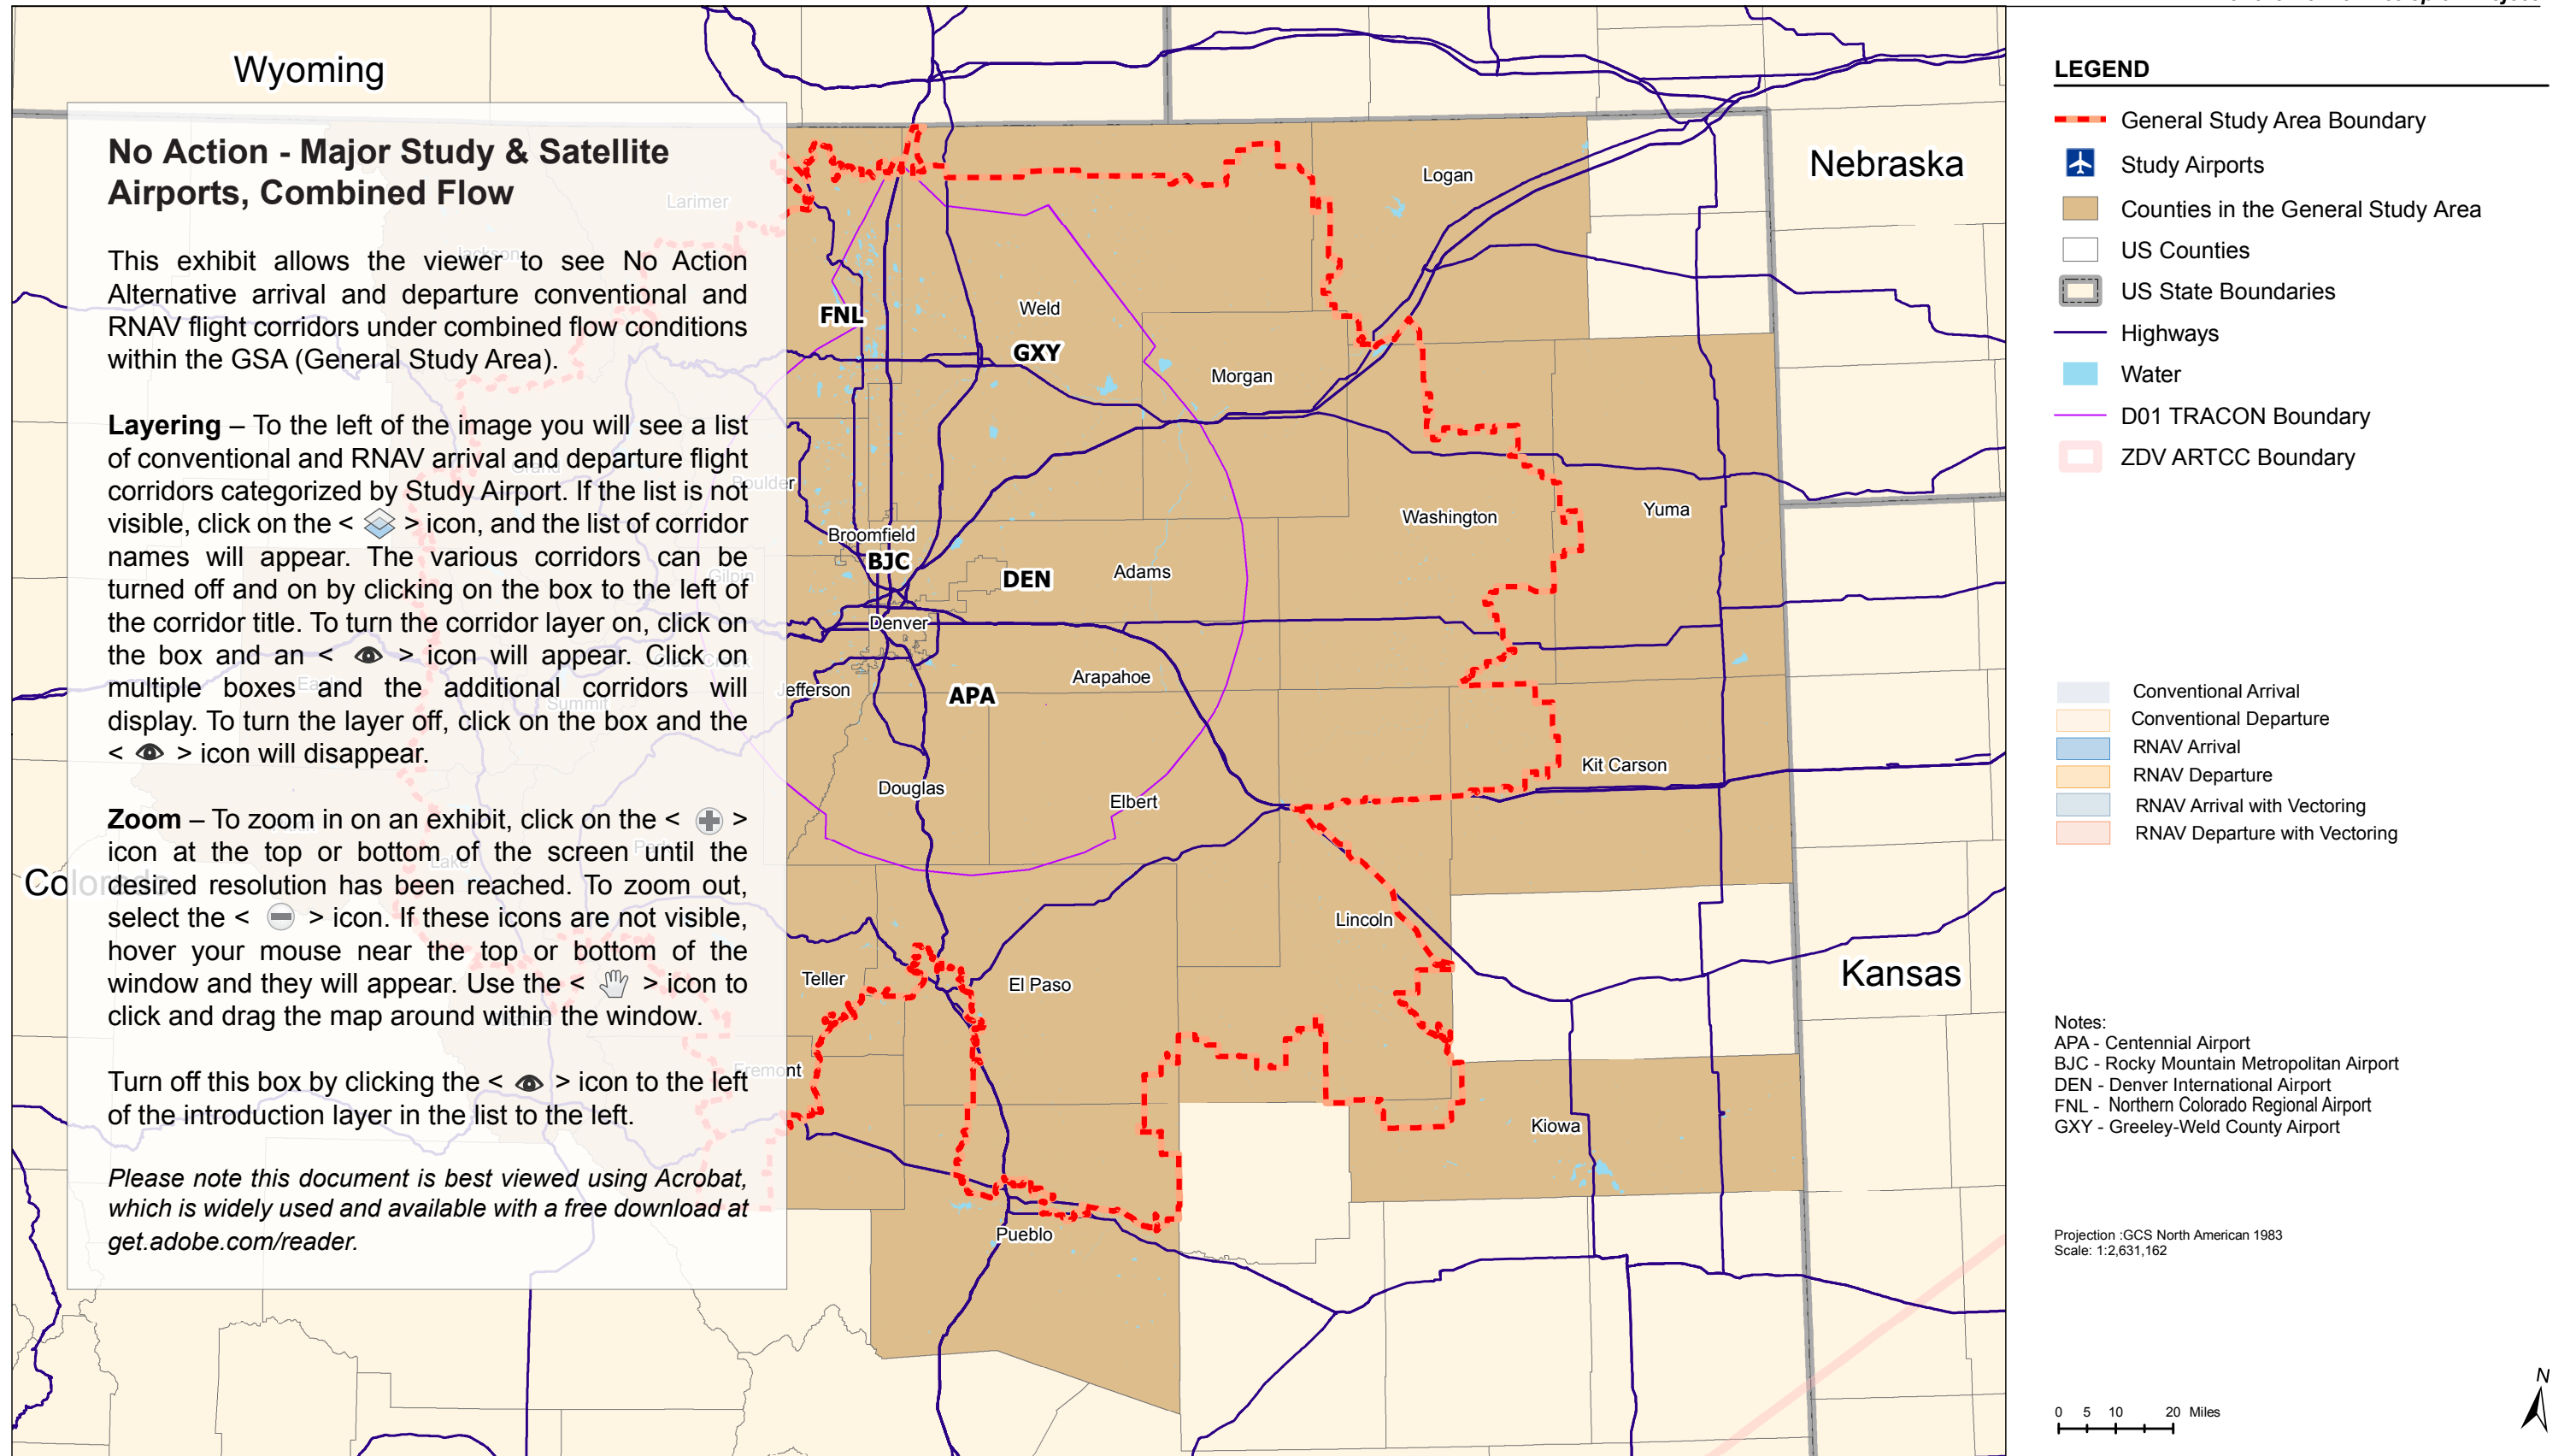 Wyoming
No Action - Major Study & Satellite
Airports, Combined Flow
This exhibit allows the viewer to see No Action
Alternative arrival and departure conventional and
RNAV flight corridors under combined flow conditions
within the GSA (General Study Area).
Layering – To the left of the image you will see a list
of conventional and RNAV arrival and departure flight
corridors categorized by Study Airport. If the list is not
visible, click on the < > icon, and the list of corridor
names will appear. The various corridors can be
turned off and on by clicking on the box to the left of
the corridor title. To turn the corridor layer on, click on
the box and an < > icon will appear. Click on
multiple boxes and the additional corridors will
display. To turn the layer off, click on the box and the
< > icon will disappear.
Zoom – To zoom in on an exhibit, click on the < >
icon at the top or bottom of the screen until the
desired resolution has been reached. To zoom out,
select the < > icon. If these icons are not visible,
hover your mouse near the top or bottom of the
window and they will appear. Use the < > icon to
click and drag the map around within the window.
Turn off this box by clicking the < > icon to the left
of the introduction layer in the list to the left.
Please note this document is best viewed using Acrobat,
which is widely used and available with a free download at
get.adobe.com/reader.
Larimer
Jackson
Grand
Boulder
Gilpin
Clear Creek
Eagle
Summit
Jefferson
Park
Lake
Colorado
Fremont
Nebraska
Logan
Weld
FNL
GXY
Morgan
Washington
Yuma
Broomfield
BJC
DEN
Adams
Denver
Arapahoe
APA
Douglas
Elbert
Kit Carson
Lincoln
Teller
El Paso
Kansas
Kiowa
Pueblo
LEGEND
General Study Area Boundary
Study Airports
Counties in the General Study Area
US Counties
US State Boundaries
Highways
Water
D01 TRACON Boundary
ZDV ARTCC Boundary
Conventional Arrival
Conventional Departure
RNAV Arrival
RNAV Departure
RNAV Arrival with Vectoring
RNAV Departure with Vectoring
Notes:
APA - Centennial Airport
BJC - Rocky Mountain Metropolitan Airport
DEN - Denver International Airport
FNL - Northern Colorado Regional Airport
GXY - Greeley-Weld County Airport
Projection :GCS North American 1983
Scale: 1:2,631,162
0 5 10 20 Miles
N